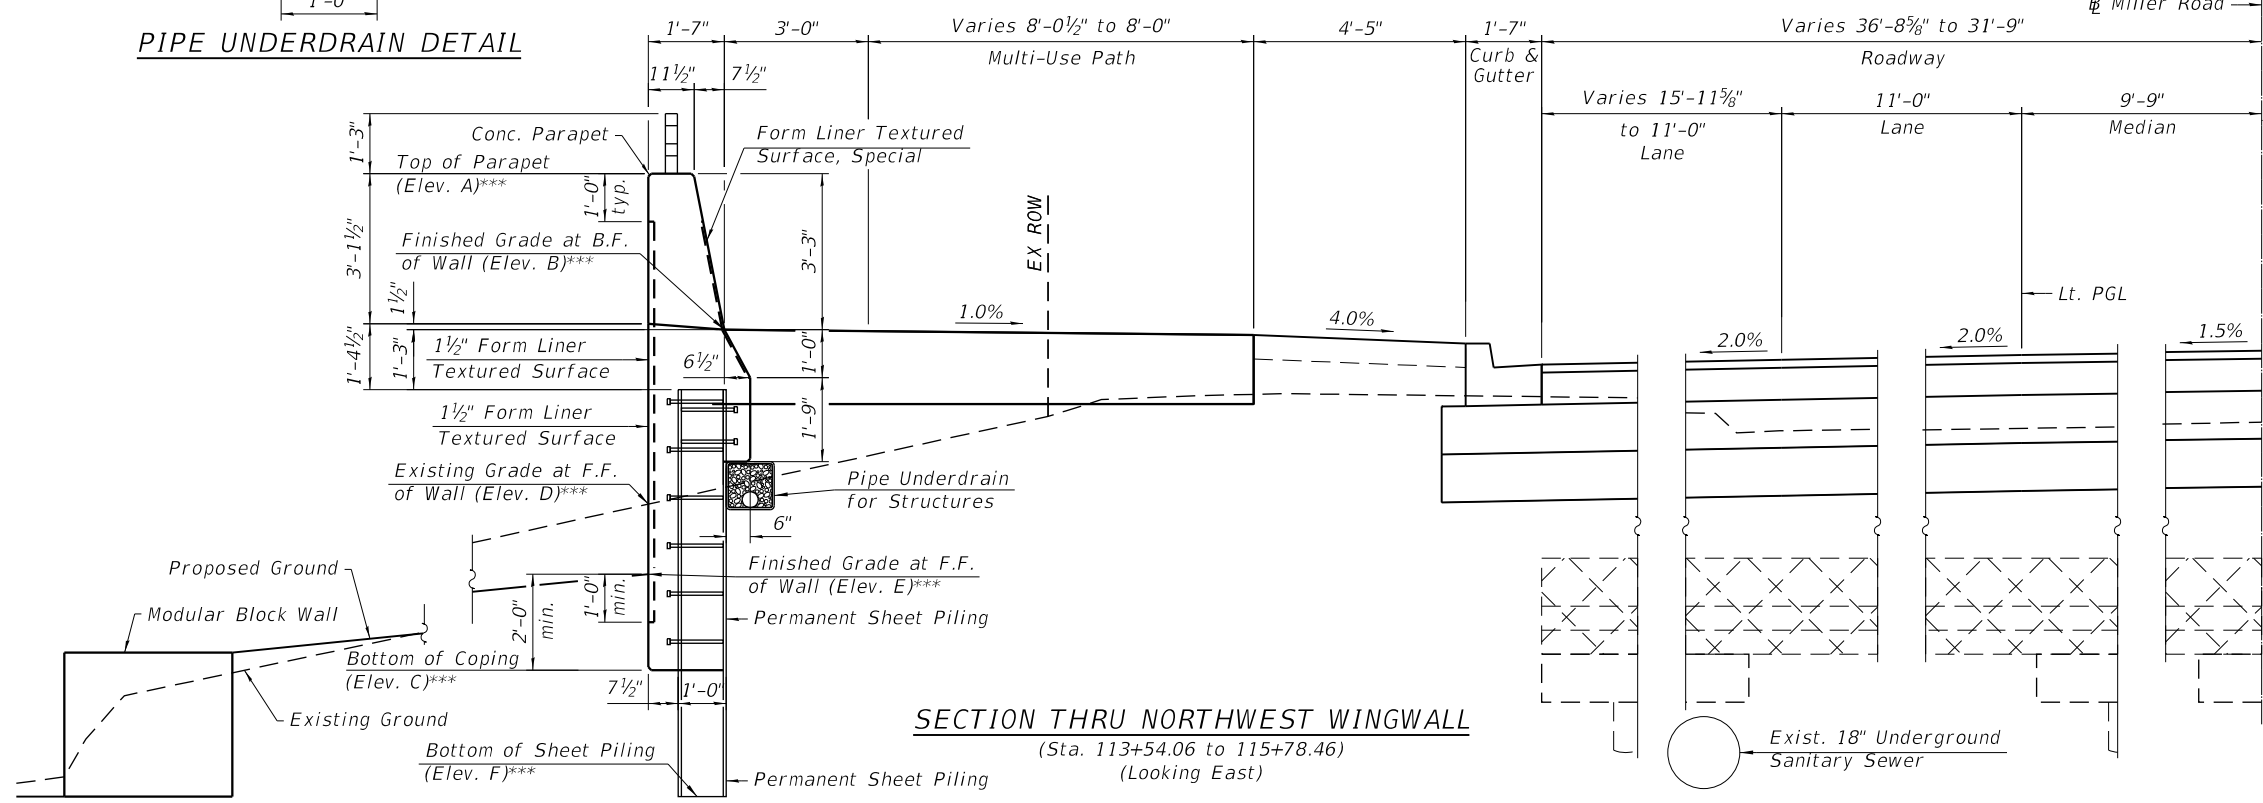 1'-0"
PIPE UNDERDRAIN DETAIL
℄ Miller Road
1'-7"
3'-0"
Varies 8'-0½" to 8'-0"
Multi-Use Path
4'-5"
1'-7"
Curb &
Gutter
Varies 36'-8⅝" to 31'-9"
Roadway
11½"
7½"
Varies 15'-11⅝"
to 11'-0"
Lane
11'-0"
Lane
9'-9"
Median
1'-3"
Conc. Parapet
Top of Parapet
(Elev. A)***
Form Liner Textured
Surface, Special
1'-0"
typ.
3'-1½"
Finished Grade at B.F.
of Wall (Elev. B)***
3'-3"
EX ROW
1½"
Lt. PGL
1.0%
4.0%
2.0%
2.0%
1.5%
1'-4½"
1'-3"
1½" Form Liner
Textured Surface
6½"
1'-0"
1½" Form Liner
Textured Surface
1'-9"
Existing Grade at F.F.
of Wall (Elev. D)***
Pipe Underdrain
for Structures
6"
Proposed Ground
Finished Grade at F.F.
of Wall (Elev. E)***
Modular Block Wall
2'-0"
min.
1'-0"
min.
Permanent Sheet Piling
Bottom of Coping
(Elev. C)***
7½"
1'-0"
Existing Ground
SECTION THRU NORTHWEST WINGWALL
(Sta. 113+54.06 to 115+78.46)
(Looking East)
Bottom of Sheet Piling
(Elev. F)***
Permanent Sheet Piling
Exist. 18" Underground
Sanitary Sewer